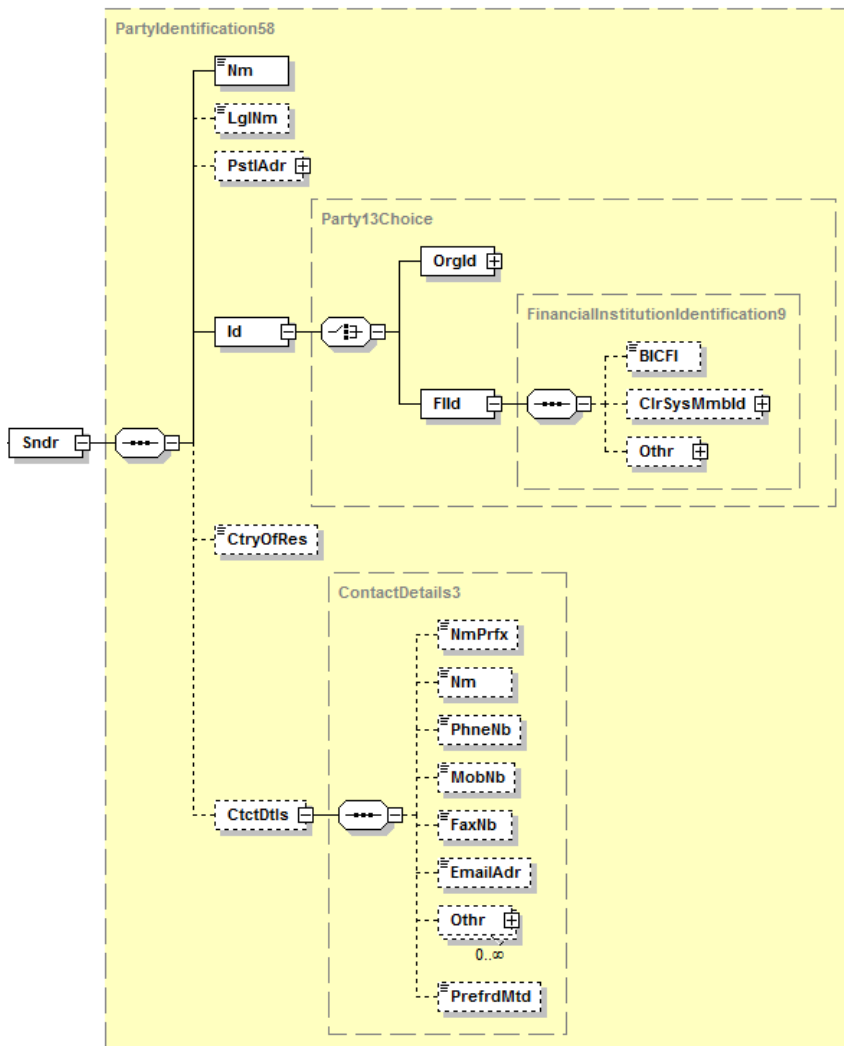 PartyIdentification58
Nm
LglNm
PstlAdr
Party13Choice
OrgId
Id
FinancialInstitutionIdentification9
BICFI
FIId
ClrSysMmbId
Othr
Sndr
CtryOfRes
ContactDetails3
NmPrfx
Nm
PhneNb
MobNb
CtctDtls
FaxNb
EmailAdr
Othr
0..∞
PrefrdMtd